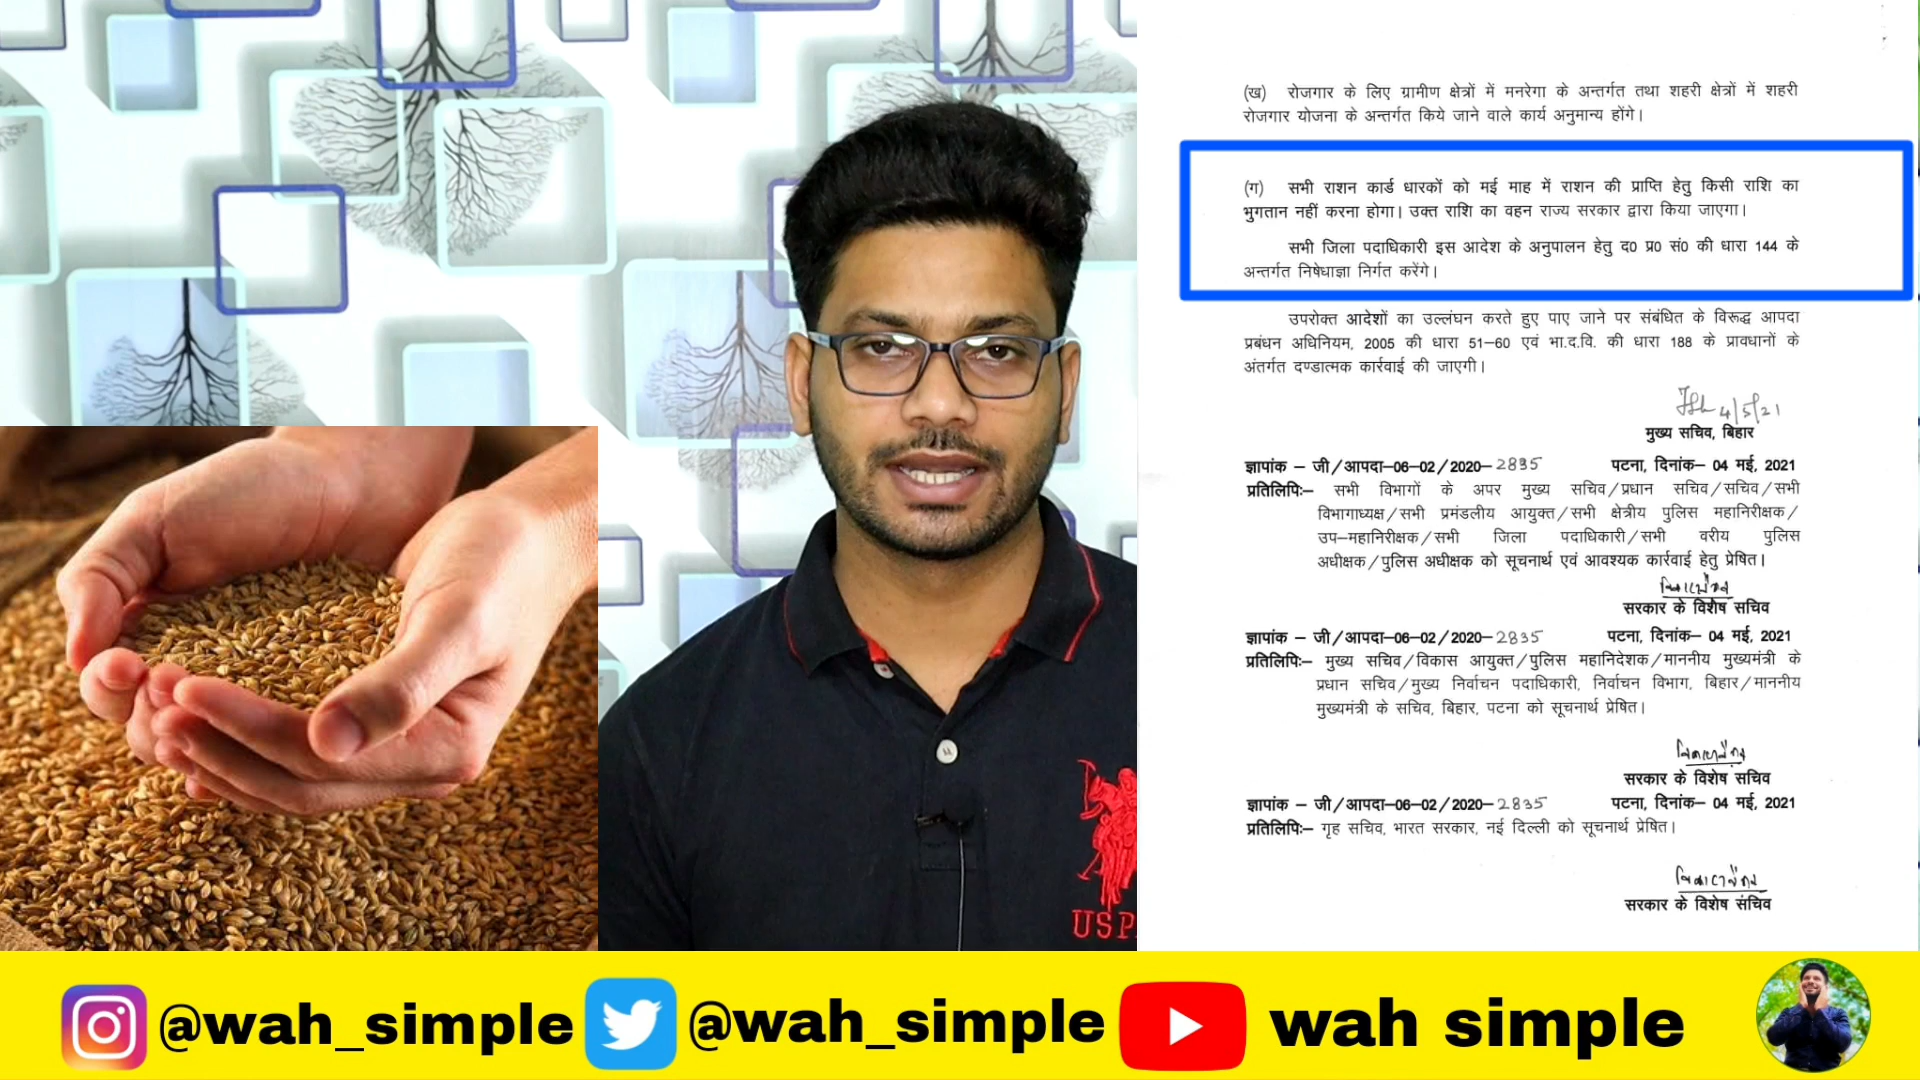 (ख) रोजगार के लिए ग्रामीण क्षेत्रों में मनरेगा के अन्तर्गत तथा शहरी क्षेत्रों में शहरी
रोजगार योजना के अन्तर्गत किये जाने वाले कार्य अनुमान्य होंगे।
(ग) सभी राशन कार्ड धारकों को मई माह में राशन की प्राप्ति हेतु किसी राशि का
भुगतान नहीं करना होगा। उक्त राशि का वहन राज्य सरकार द्वारा किया जाएगा।
सभी जिला पदाधिकारी इस आदेश के अनुपालन हेतु द0 प्र0 सं0 की धारा 144 के
अन्तर्गत निषेधाज्ञा निर्गत करेंगे।
उपरोक्त आदेशों का उल्लंघन करते हुए पाए जाने पर संबंधित के विरूद्ध आपदा
प्रबंधन अधिनियम, 2005 की धारा 51–60 एवं भा.द.वि. की धारा 188 के प्रावधानों के
अंतर्गत दण्डात्मक कार्रवाई की जाएगी।
4/5/21
मुख्य सचिव, बिहार
ज्ञापांक – जी/आपदा–06–02/2020–2835 पटना, दिनांक– 04 मई, 2021
प्रतिलिपिः– सभी विभागों के अपर मुख्य सचिव/प्रधान सचिव/सचिव/सभी
विभागाध्यक्ष/सभी प्रमंडलीय आयुक्त/सभी क्षेत्रीय पुलिस महानिरीक्षक/
उप–महानिरीक्षक/सभी जिला पदाधिकारी/सभी वरीय पुलिस
अधीक्षक/पुलिस अधीक्षक को सूचनार्थ एवं आवश्यक कार्रवाई हेतु प्रेषित।
सरकार के विशेष सचिव
ज्ञापांक – जी/आपदा–06–02/2020–2835 पटना, दिनांक– 04 मई, 2021
प्रतिलिपिः– मुख्य सचिव/विकास आयुक्त/पुलिस महानिदेशक/माननीय मुख्यमंत्री के
प्रधान सचिव/मुख्य निर्वाचन पदाधिकारी, निर्वाचन विभाग, बिहार/माननीय
मुख्यमंत्री के सचिव, बिहार, पटना को सूचनार्थ प्रेषित।
सरकार के विशेष सचिव
ज्ञापांक – जी/आपदा–06–02/2020–2835 पटना, दिनांक– 04 मई, 2021
प्रतिलिपिः– गृह सचिव, भारत सरकार, नई दिल्ली को सूचनार्थ प्रेषित।
सरकार के विशेष सचिव
USP
@wah_simple @wah_simple wah simple